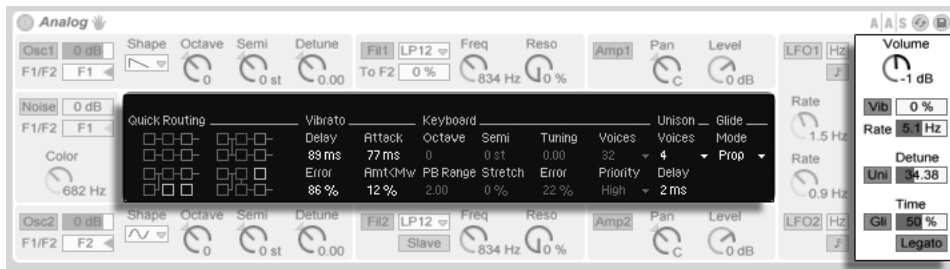 Analog AAS
Osc1 0 dB Shape Octave Semi Detune Fil1 LP12 Freq Reso Amp1 Pan Level LFO1 Hz Volume
F1/F2 F1 0 0 st 0.00 To F2 0 % 834 Hz 0 % C 0 dB -1 dB
Noise 0 dB Rate Vib 0 %
F1/F2 F1 Quick Routing Vibrato Keyboard Unison Glide 1.5 Hz Rate 5.1 Hz
Delay Attack Octave Semi Tuning Voices Voices Mode
Color 89 ms 77 ms 0 0 st 0.00 32 4 Prop Rate Detune
Error Amt<Mw PB Range Stretch Error Priority Delay Uni 34.38
682 Hz 86 % 12 % 2.00 0 % 22 % High 2 ms 0.9 Hz
Osc2 0 dB Shape Octave Semi Detune Fil2 LP12 Freq Reso Amp2 Pan Level LFO2 Hz Time
Gli 50 %
F1/F2 F2 0 0 st 0.00 Slave 834 Hz 0 % C 0 dB Legato